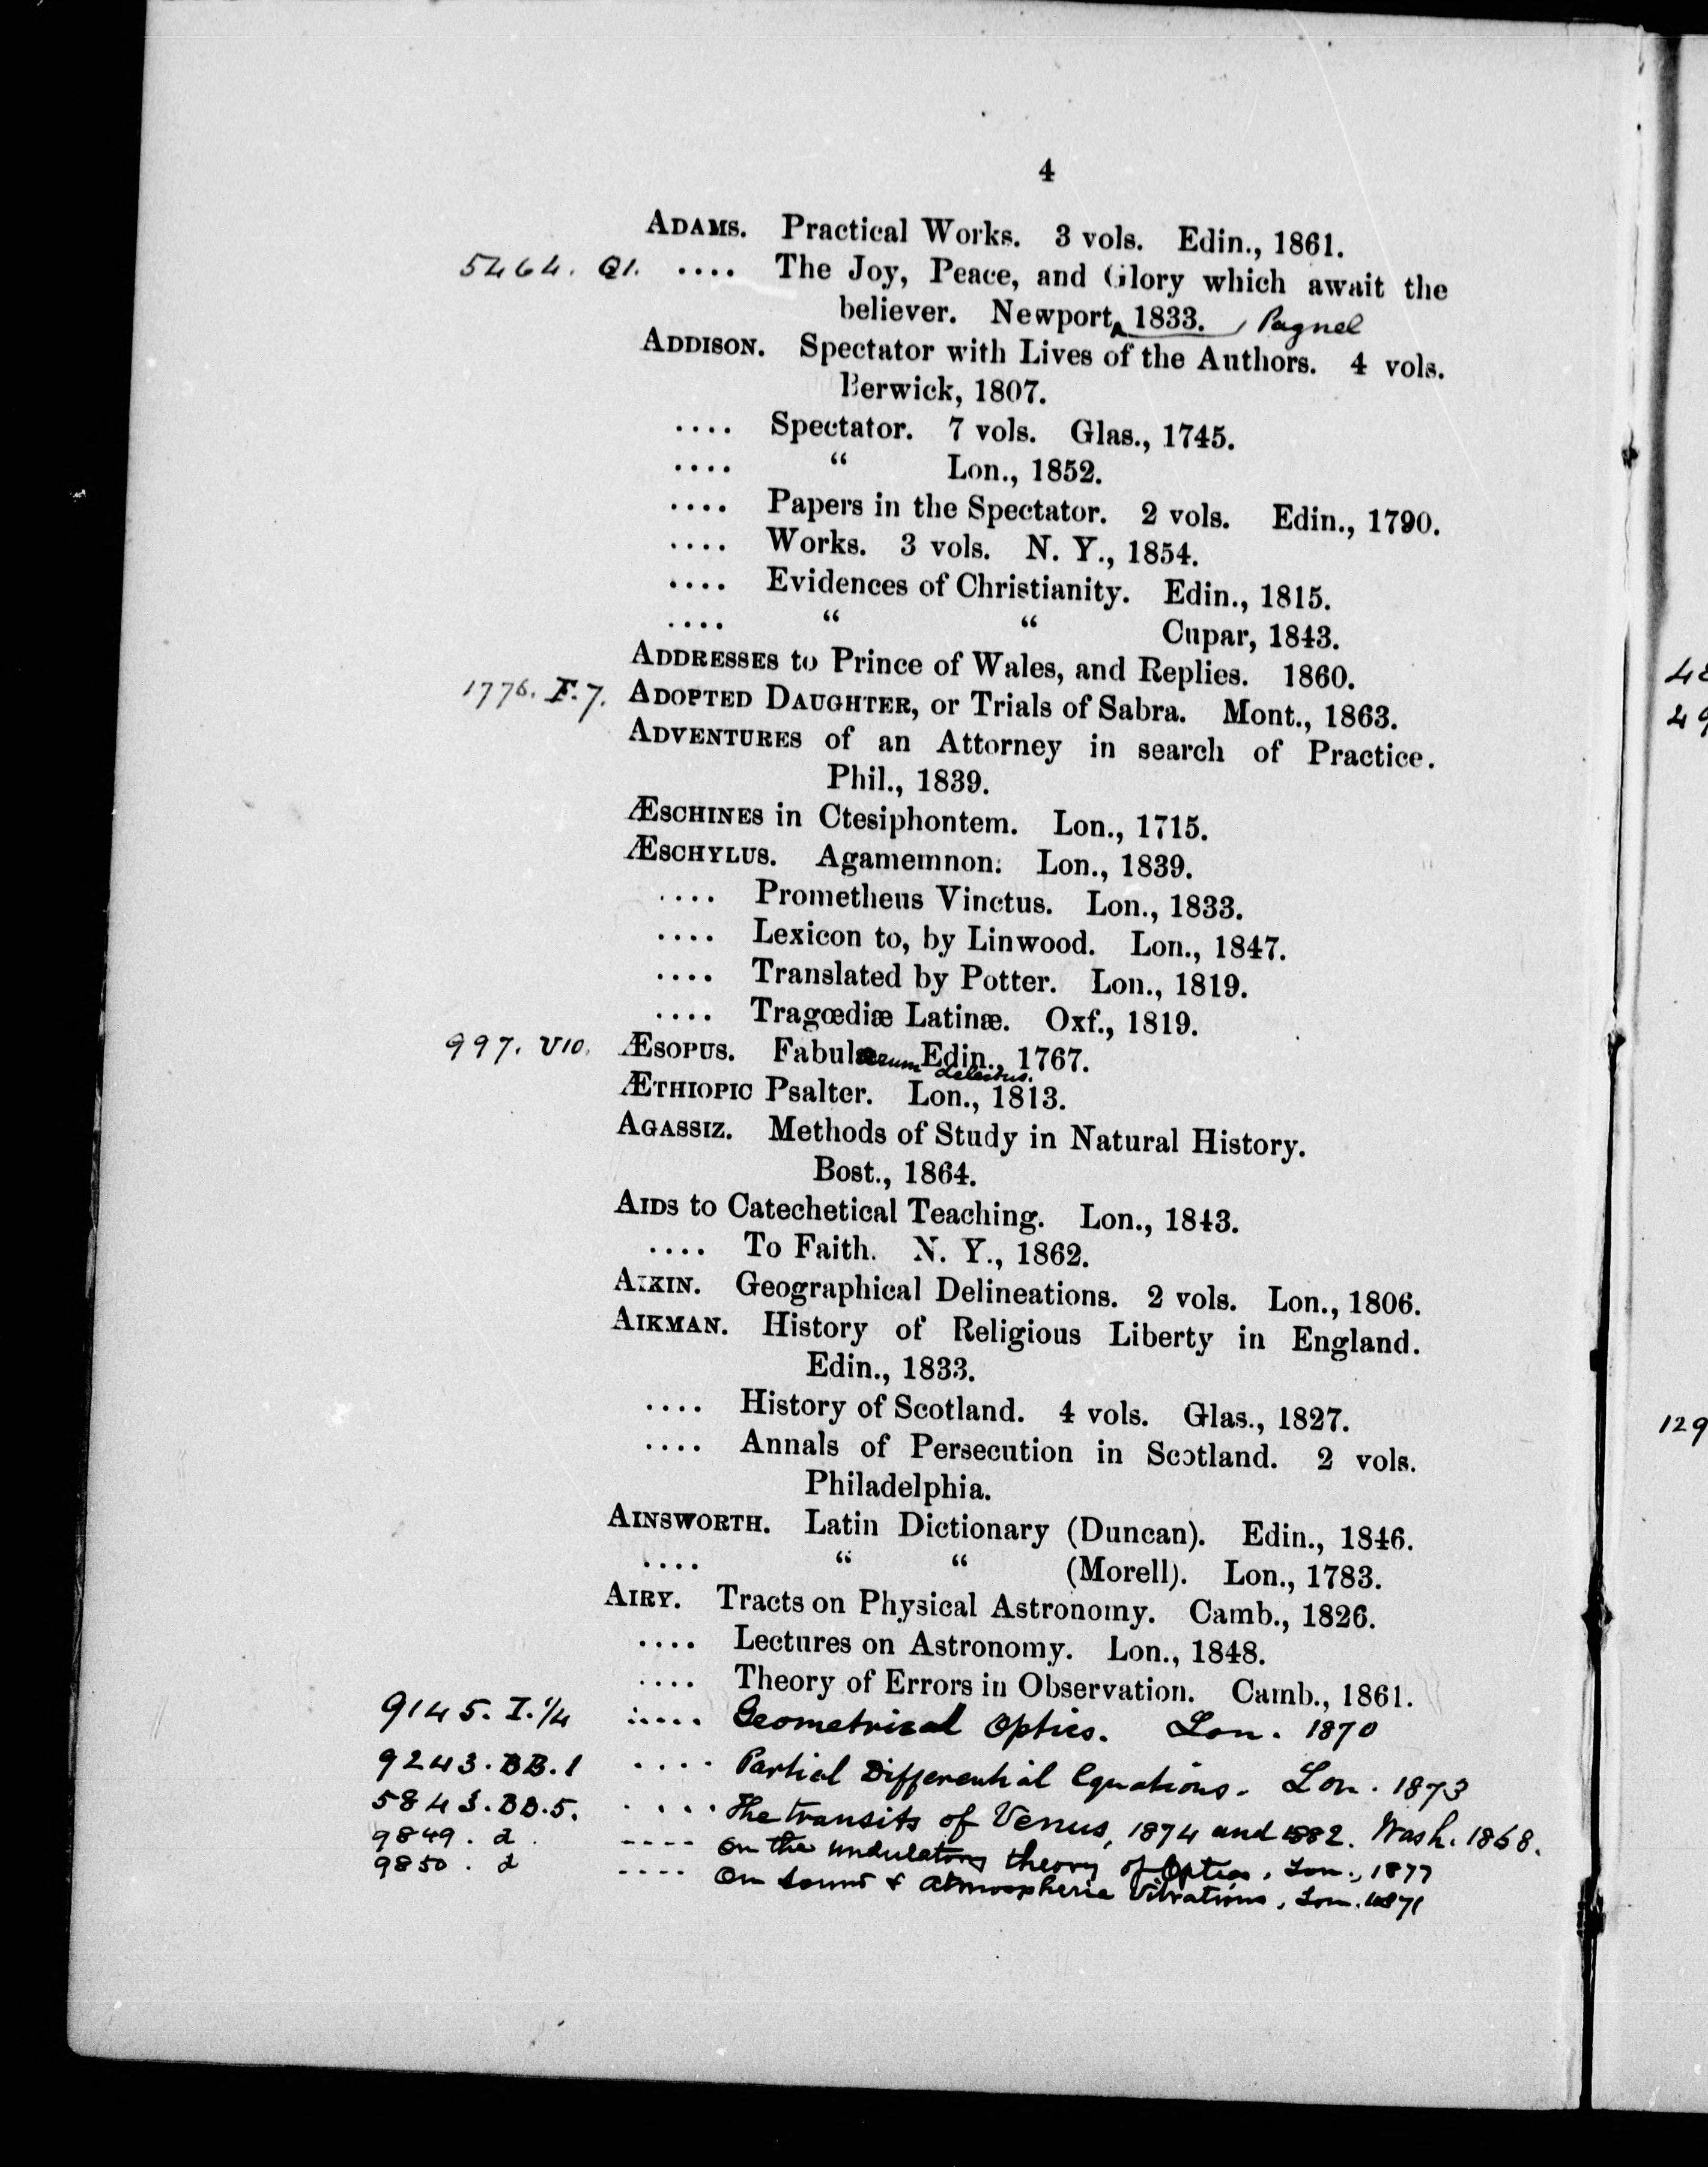 4
ADAMS. Practical Works. 3 vols. Edin., 1861.
5464. Q1. .... The Joy, Peace, and Glory which await the
believer. Newport, 1833. , Pagnel
ADDISON. Spectator with Lives of the Authors. 4 vols.
Berwick, 1807.
.... Spectator. 7 vols. Glas., 1745.
.... “ Lon., 1852.
.... Papers in the Spectator. 2 vols. Edin., 1790.
.... Works. 3 vols. N. Y., 1854.
.... Evidences of Christianity. Edin., 1815.
.... “ “ Cupar, 1843.
ADDRESSES to Prince of Wales, and Replies. 1860.
1776. F.7. ADOPTED DAUGHTER, or Trials of Sabra. Mont., 1863.
ADVENTURES of an Attorney in search of Practice.
Phil., 1839.
ÆSCHINES in Ctesiphontem. Lon., 1715.
ÆSCHYLUS. Agamemnon. Lon., 1839.
.... Prometheus Vinctus. Lon., 1833.
.... Lexicon to, by Linwood. Lon., 1847.
.... Translated by Potter. Lon., 1819.
.... Tragœdiæ Latinæ. Oxf., 1819.
997. V10. ÆSOPUS. Fabularum Edin., 1767.
delectus.
ÆTHIOPIC Psalter. Lon., 1813.
AGASSIZ. Methods of Study in Natural History.
Bost., 1864.
AIDS to Catechetical Teaching. Lon., 1843.
.... To Faith. N. Y., 1862.
AIKIN. Geographical Delineations. 2 vols. Lon., 1806.
AIKMAN. History of Religious Liberty in England.
Edin., 1833.
.... History of Scotland. 4 vols. Glas., 1827.
.... Annals of Persecution in Scotland. 2 vols.
Philadelphia.
AINSWORTH. Latin Dictionary (Duncan). Edin., 1846.
.... “ “ (Morell). Lon., 1783.
AIRY. Tracts on Physical Astronomy. Camb., 1826.
.... Lectures on Astronomy. Lon., 1848.
.... Theory of Errors in Observation. Camb., 1861.
9145. I.1/4 ..... Geometrical Optics. Lon. 1870
9243. BB.1 .... Partial Differential Equations. Lon. 1873
5843. BB.5. .... The transits of Venus, 1874 and 1882. Wash. 1868.
9849. d. .... On the undulatory theory of Optics, Lon., 1877
9850. d .... On Sound & Atmospheric Vibrations, Lon. 1871
129